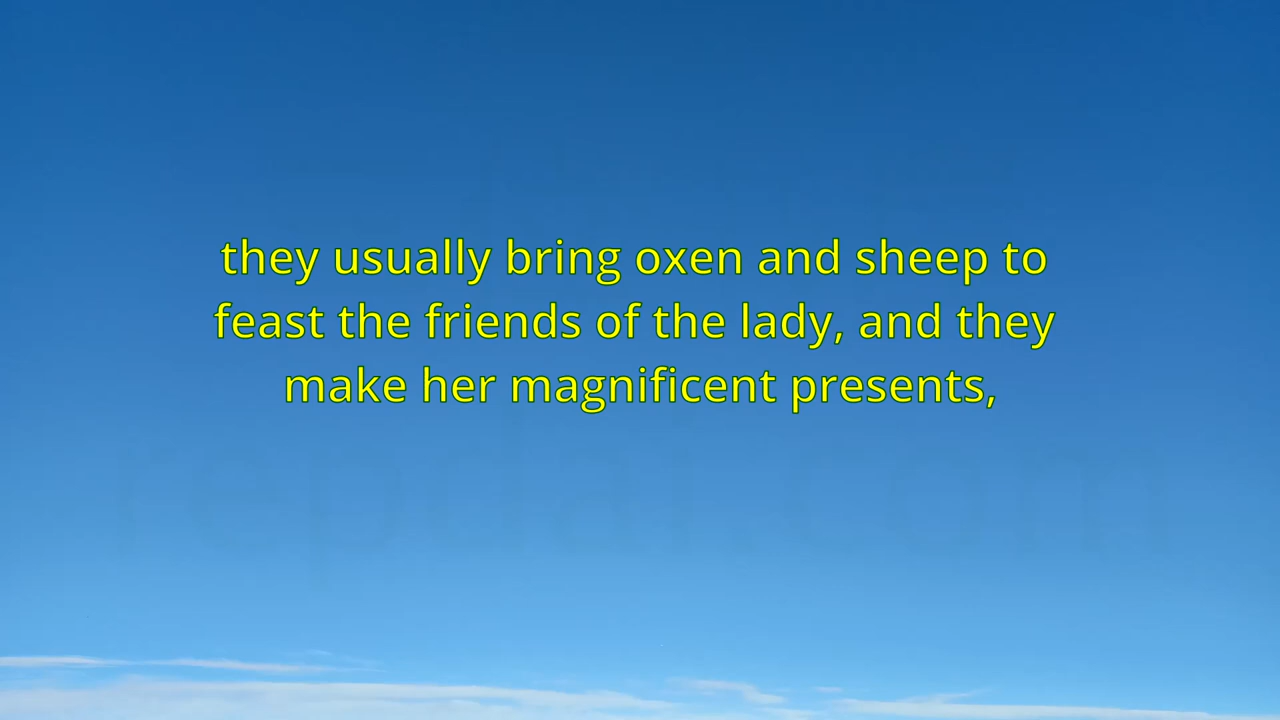 they usually bring oxen and sheep to
feast the friends of the lady, and they
make her magnificent presents,